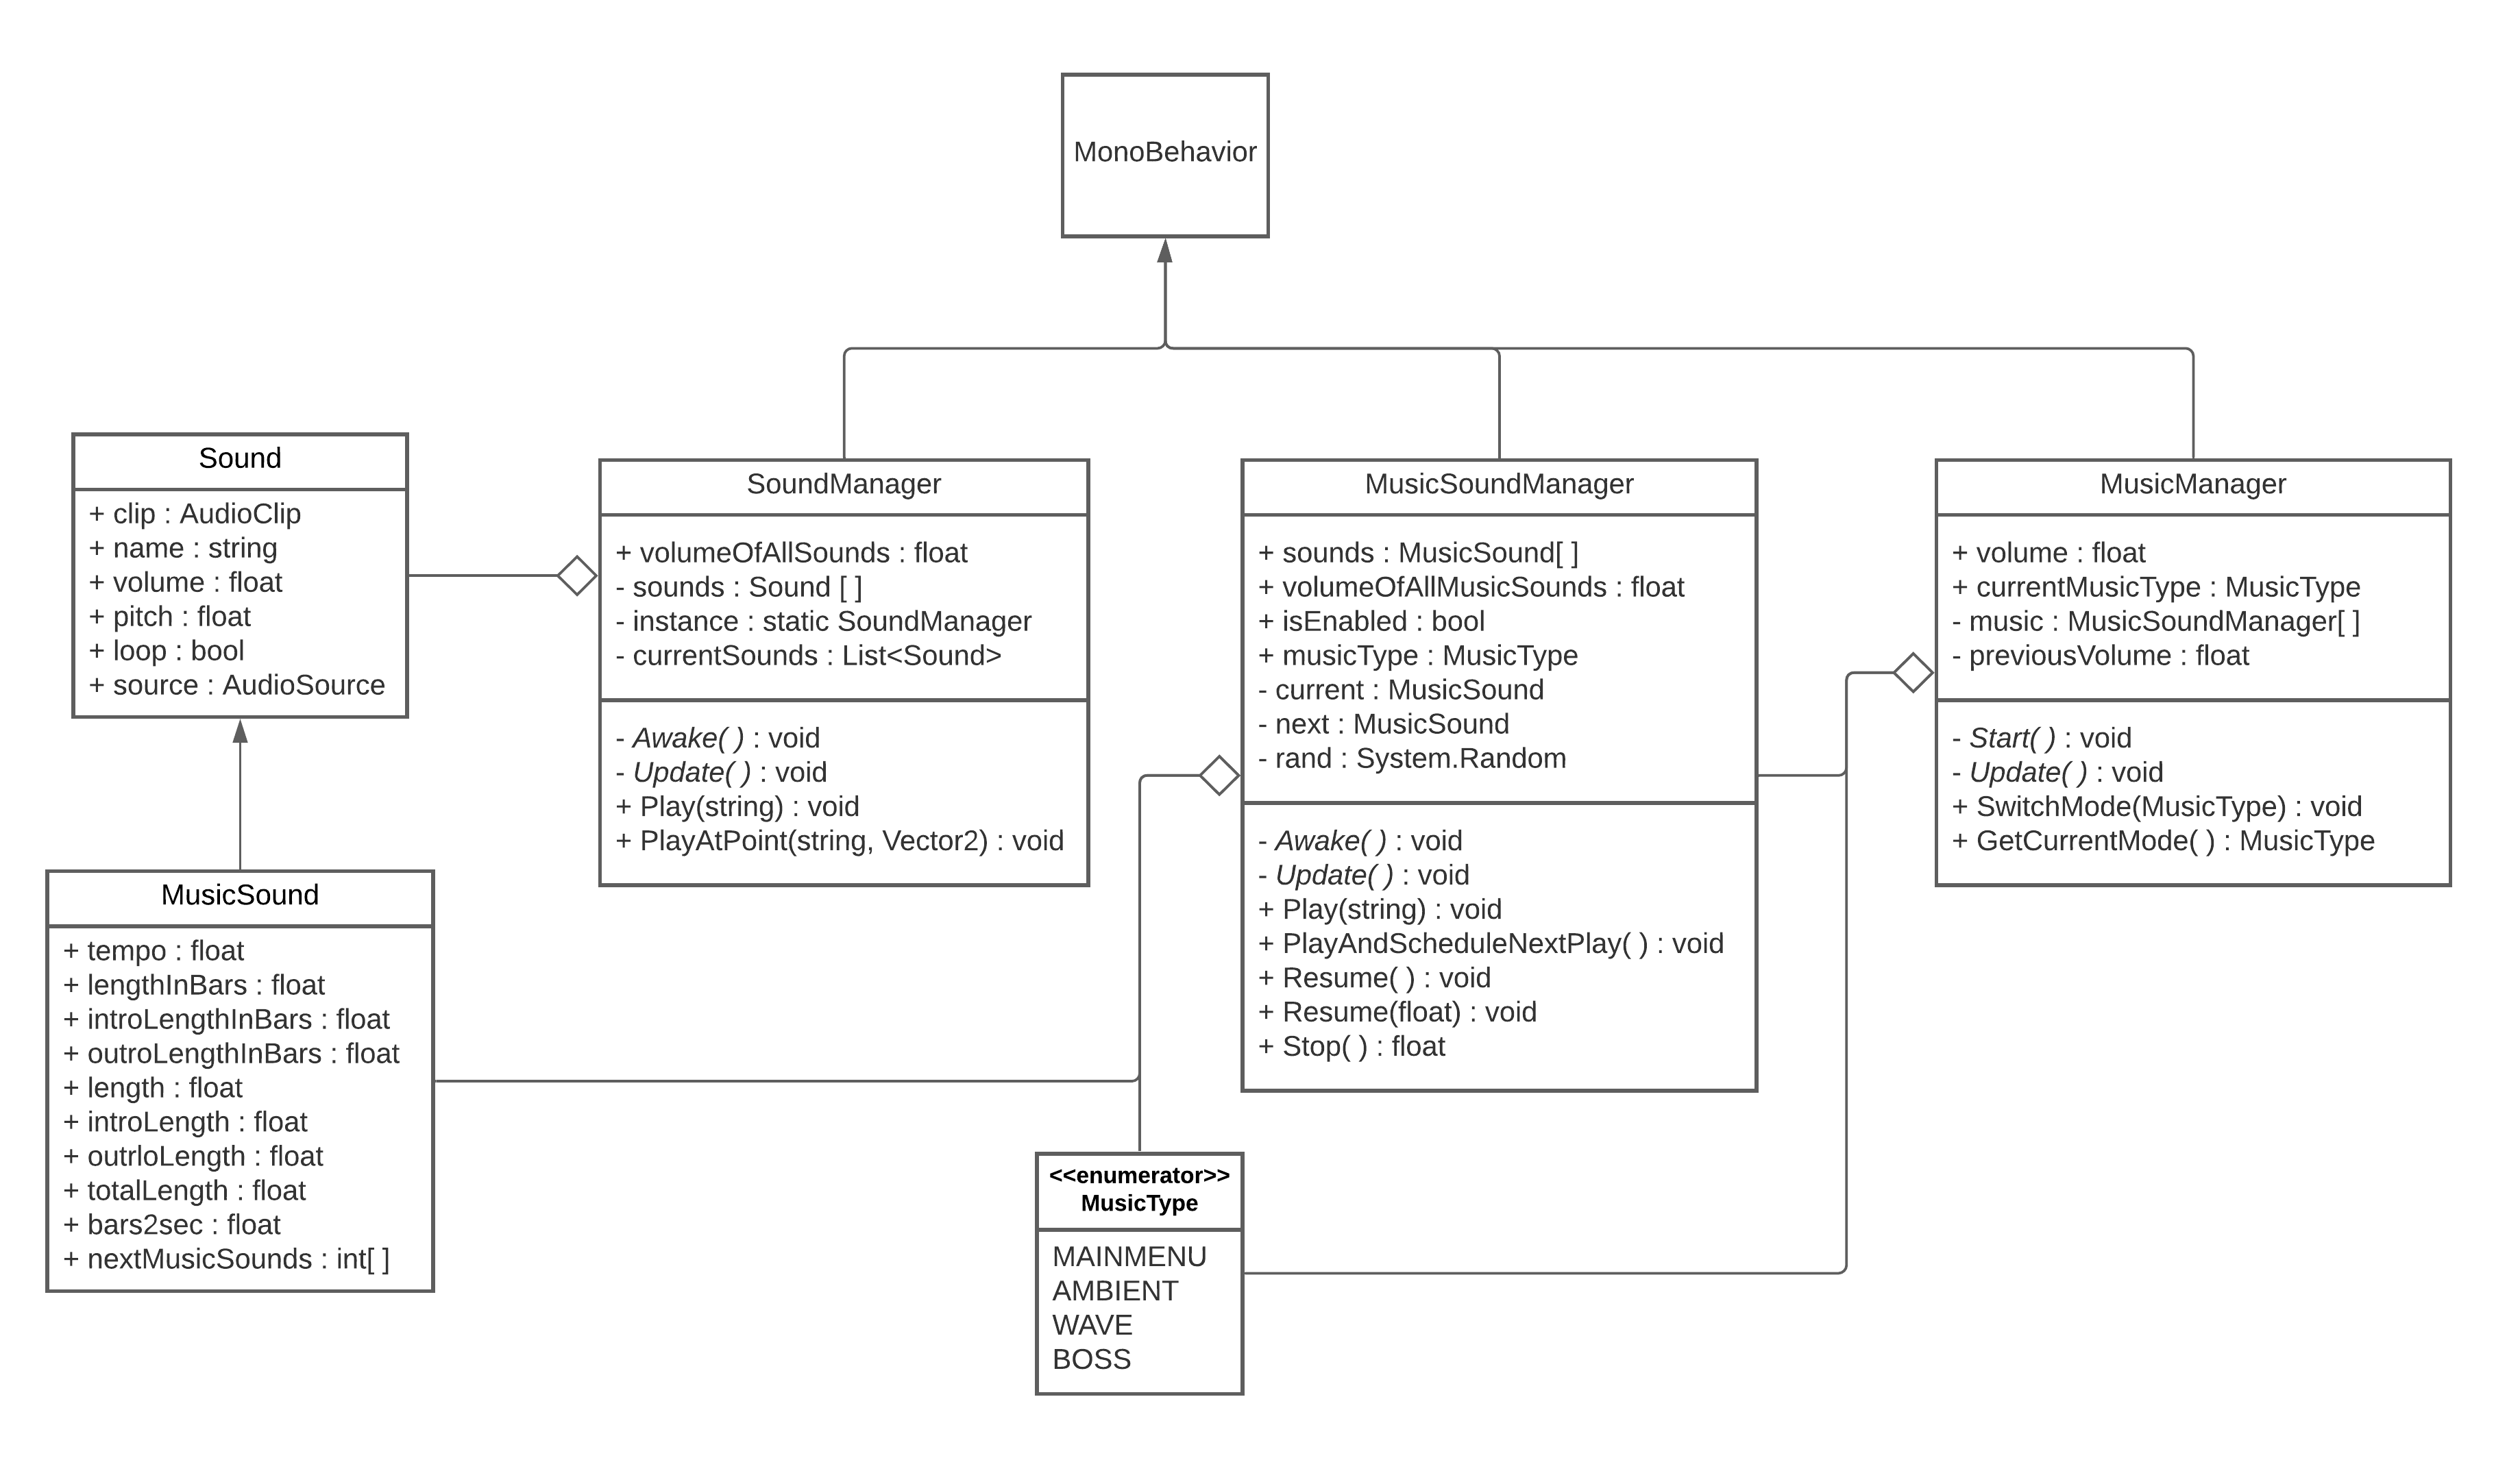 MonoBehavior
Sound
+ clip : AudioClip
+ name : string
+ volume : float
+ pitch : float
+ loop : bool
+ source : AudioSource
SoundManager
+ volumeOfAllSounds : float
- sounds : Sound [ ]
- instance : static SoundManager
- currentSounds : List<Sound>
- Awake( ) : void
- Update( ) : void
+ Play(string) : void
+ PlayAtPoint(string, Vector2) : void
MusicSoundManager
+ sounds : MusicSound[ ]
+ volumeOfAllMusicSounds : float
+ isEnabled : bool
+ musicType : MusicType
- current : MusicSound
- next : MusicSound
- rand : System.Random
- Awake( ) : void
- Update( ) : void
+ Play(string) : void
+ PlayAndScheduleNextPlay( ) : void
+ Resume( ) : void
+ Resume(float) : void
+ Stop( ) : float
MusicManager
+ volume : float
+ currentMusicType : MusicType
- music : MusicSoundManager[ ]
- previousVolume : float
- Start( ) : void
- Update( ) : void
+ SwitchMode(MusicType) : void
+ GetCurrentMode( ) : MusicType
MusicSound
+ tempo : float
+ lengthInBars : float
+ introLengthInBars : float
+ outroLengthInBars : float
+ length : float
+ introLength : float
+ outrloLength : float
+ totalLength : float
+ bars2sec : float
+ nextMusicSounds : int[ ]
<<enumerator>>
MusicType
MAINMENU
AMBIENT
WAVE
BOSS